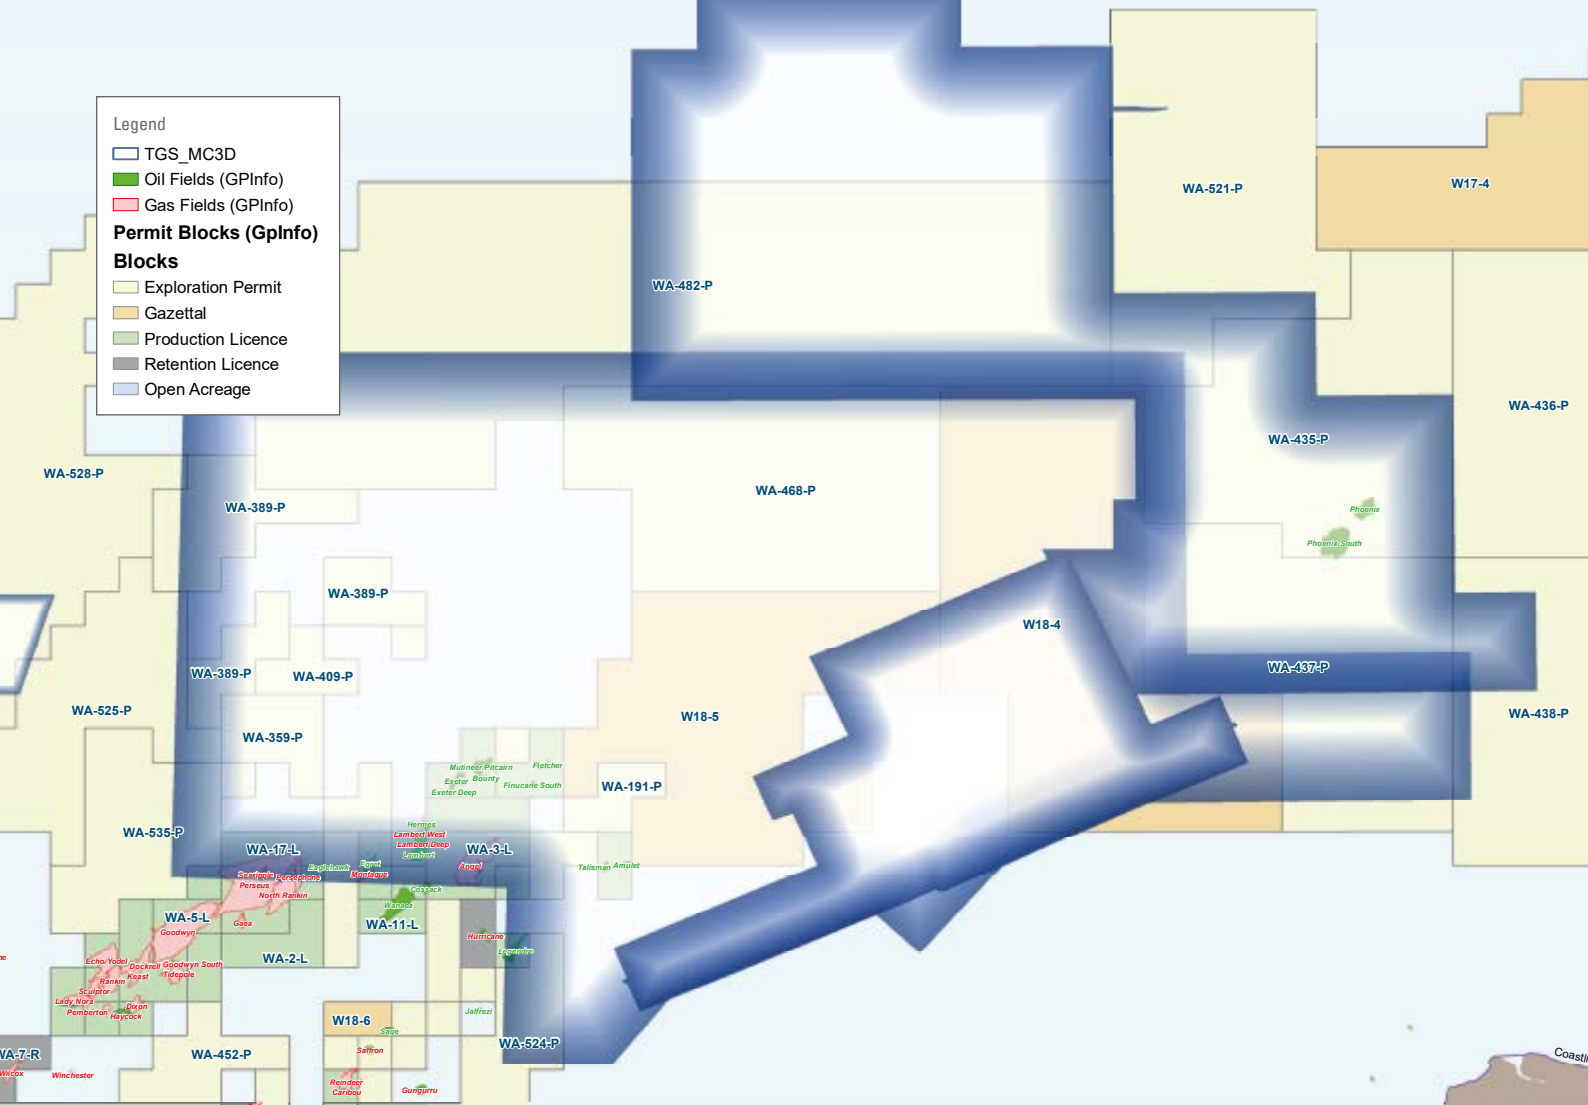 Legend
TGS_MC3D
Oil Fields (GPInfo)
Gas Fields (GPInfo)
Permit Blocks (GpInfo)
Blocks
Exploration Permit
Gazettal
Production Licence
Retention Licence
Open Acreage
WA-521-P
W17-4
WA-482-P
WA-436-P
WA-435-P
WA-528-P
WA-468-P
WA-389-P
Phoenix
Phoenix South
WA-389-P
W18-4
WA-437-P
WA-389-P
WA-409-P
WA-525-P
W18-5
WA-438-P
WA-359-P
Mutineer/Pitcairn
Fletcher
Exeter
Bounty
Exeter Deep
Finucane South
WA-191-P
Hermes
WA-535-P
Lambert West
Lambert Deep
WA-17-L
Lambert
WA-3-L
Eaglehawk
Egret
Montague
Angel
Talisman
Amulet
Searipple
Persephone
Perseus
North Rankin
Cossack
Wanaea
WA-5-L
Gaea
WA-11-L
Goodwyn
Hurricane
Legendre
WA-2-L
Echo/Yodel
Dockrell
Goodwyn South
Keast
Tidepole
Rankin
Sculptor
Lady Nora
Dixon
Pemberton
Haycock
Jalfrezi
W18-6
Sage
WA-524-P
WA-7-R
WA-452-P
Saffron
Wilcox
Winchester
Reindeer
Caribou
Gungurru